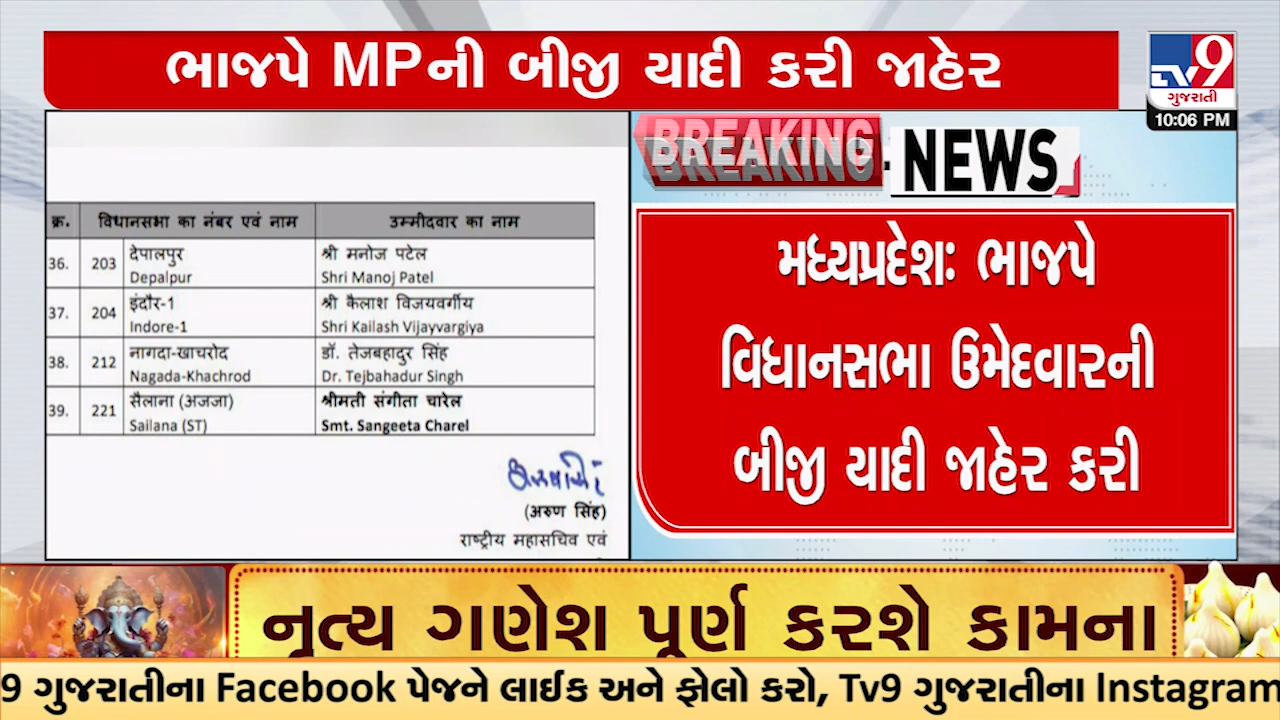 ભાજપે MPની બીજી યાદી કરી જાહેર
TV9
ગુજરાતી
10:06 PM
BREAKING NEWS
क्र. विधानसभा का नंबर एवं नाम उम्मीदवार का नाम
36. 203 देपालपुर श्री मनोज पटेल
Depalpur Shri Manoj Patel
37. 204 इंदौर-1 श्री कैलाश विजयवर्गीय
Indore-1 Shri Kailash Vijayvargiya
38. 212 नागदा-खाचरोद डॉ. तेजबहादुर सिंह
Nagada-Khachrod Dr. Tejbahadur Singh
39. 221 सैलाना (अजजा) श्रीमती संगीता चारेल
Sailana (ST) Smt. Sangeeta Charel
(अरुण सिंह)
राष्ट्रीय महासचिव एवं
મધ્યપ્રદેશઃ ભાજપે
વિધાનસભા ઉમેદવારની
બીજી યાદી જાહેર કરી
નૃત્ય ગણેશ પૂર્ણ કરશે કામના
9 ગુજરાતીના Facebook પેજને લાઈક અને ફોલો કરો, Tv9 ગુજરાતીના Instagram